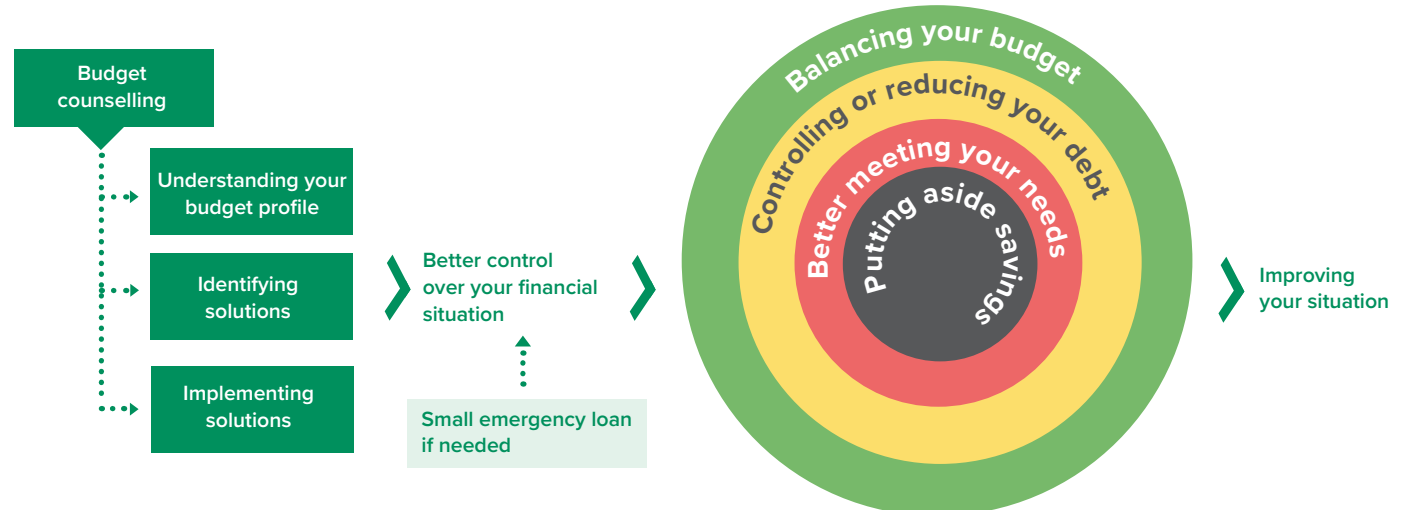 Budget
counselling
Understanding your
budget profile
Identifying
solutions
Implementing
solutions
Better control
over your financial
situation
Small emergency loan
if needed
Balancing your budget
Controlling or reducing your debt
Better meeting your needs
Putting aside savings
Improving
your situation